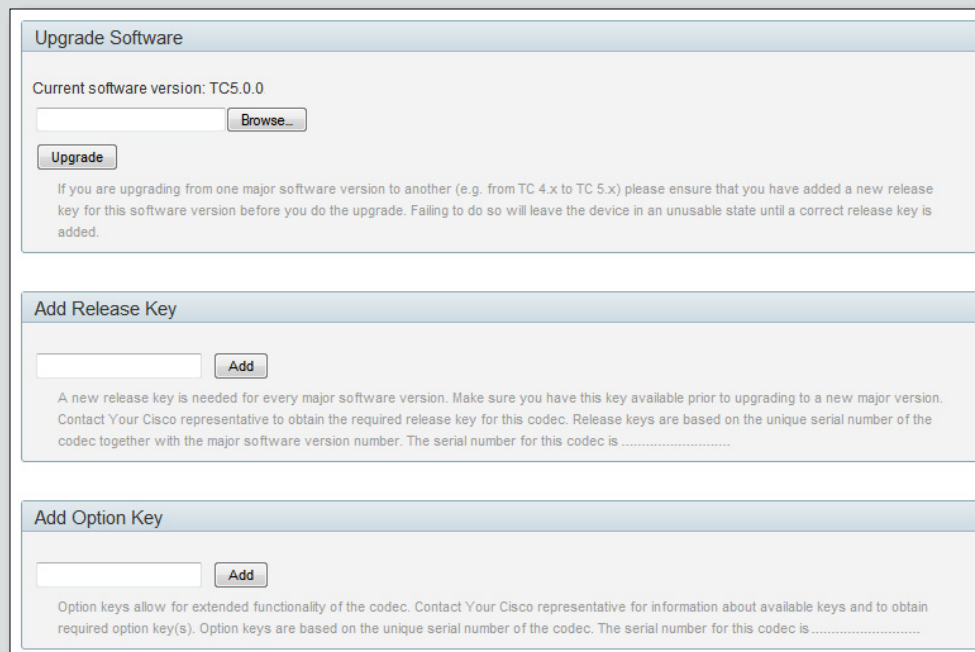 Upgrade Software
Current software version: TC5.0.0
Browse...
Upgrade
If you are upgrading from one major software version to another (e.g. from TC 4.x to TC 5.x) please ensure that you have added a new release
key for this software version before you do the upgrade. Failing to do so will leave the device in an unusable state until a correct release key is
added.
Add Release Key
Add
A new release key is needed for every major software version. Make sure you have this key available prior to upgrading to a new major version.
Contact Your Cisco representative to obtain the required release key for this codec. Release keys are based on the unique serial number of the
codec together with the major software version number. The serial number for this codec is ...........................
Add Option Key
Add
Option keys allow for extended functionality of the codec. Contact Your Cisco representative for information about available keys and to obtain
required option key(s). Option keys are based on the unique serial number of the codec. The serial number for this codec is ...........................